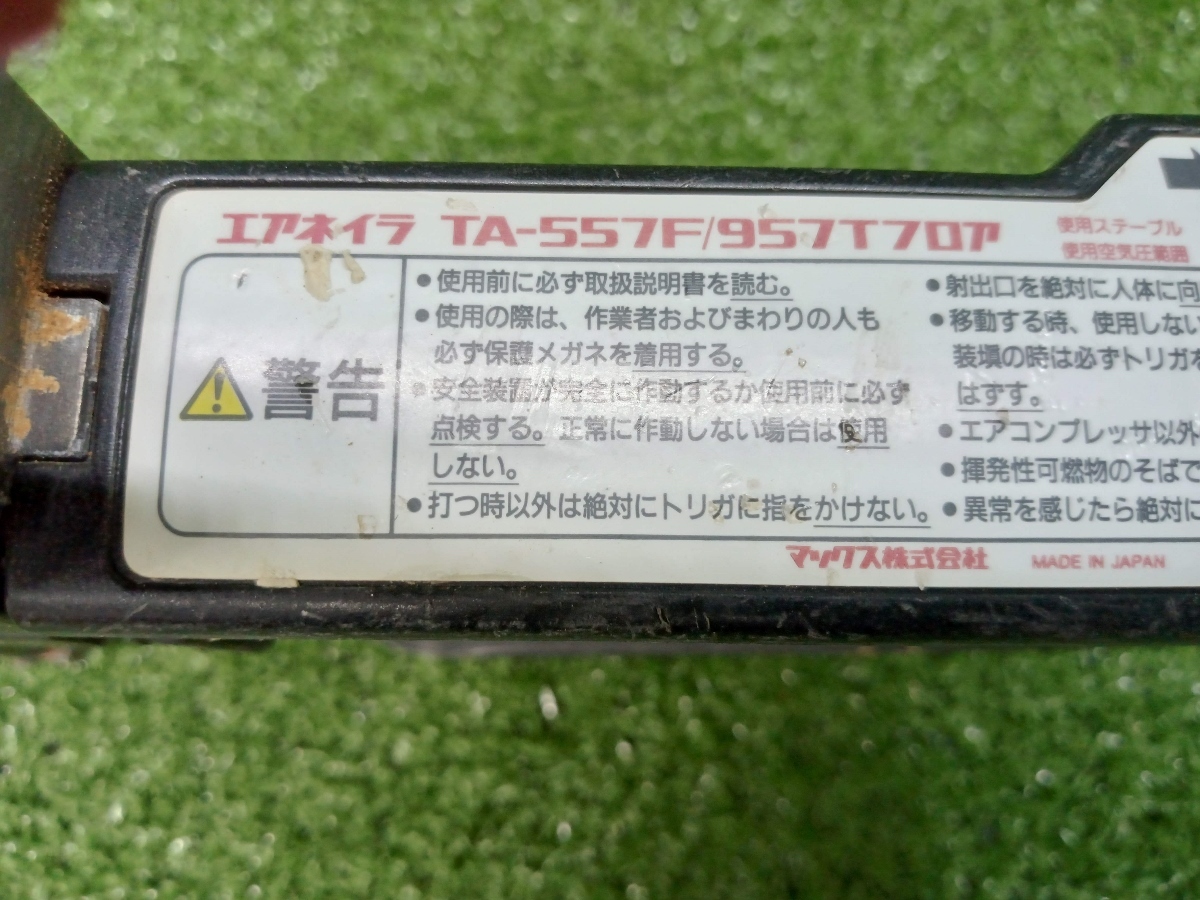 エアネイラ TA-557F/957Tフロア
使用ステープル
使用空気圧範囲
警告
●使用前に必ず取扱説明書を読む。
●使用の際は、作業者およびまわりの人も
必ず保護メガネを着用する。
●安全装置が完全に作動するか使用前に必ず
点検する。正常に作動しない場合は使用
しない。
●打つ時以外は絶対にトリガに指をかけない。
●射出口を絶対に人体に向
●移動する時、使用しない
装填の時は必ずトリガを
はずす。
●エアコンプレッサ以外
●揮発性可燃物のそばで
●異常を感じたら絶対に
マックス株式会社 MADE IN JAPAN